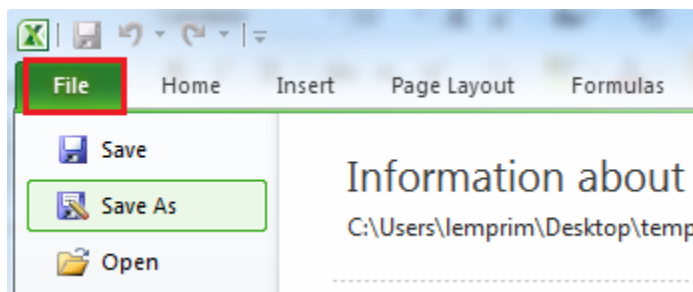 File Home Insert Page Layout Formulas
Save
Information about
Save As
C:\Users\lemprim\Desktop\temp
Open